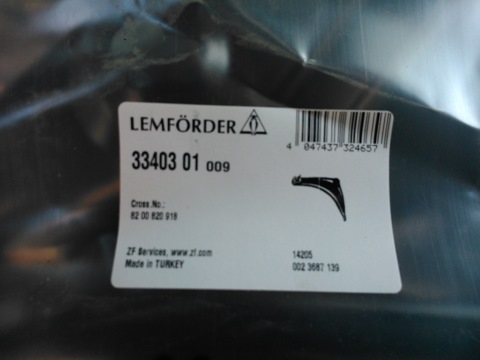 LEMFÖRDER
4 047437 324657
33403 01 009
Cross No.:
82 00 820 918
ZF Services, www.zf.com
Made in TURKEY
14205
002 3687 139